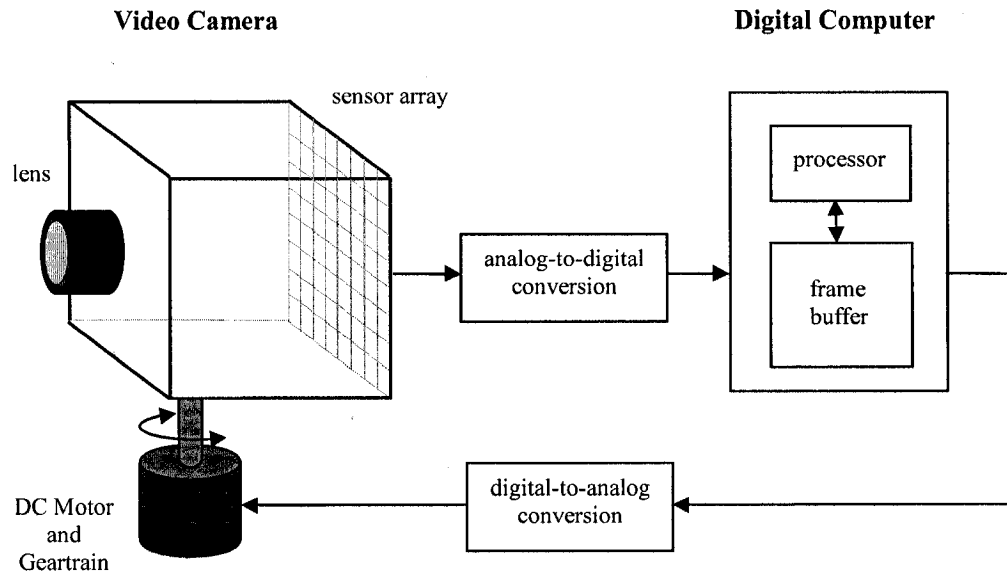 Video Camera
Digital Computer
sensor array
lens
processor
analog-to-digital
conversion
frame
buffer
DC Motor
and
Geartrain
digital-to-analog
conversion